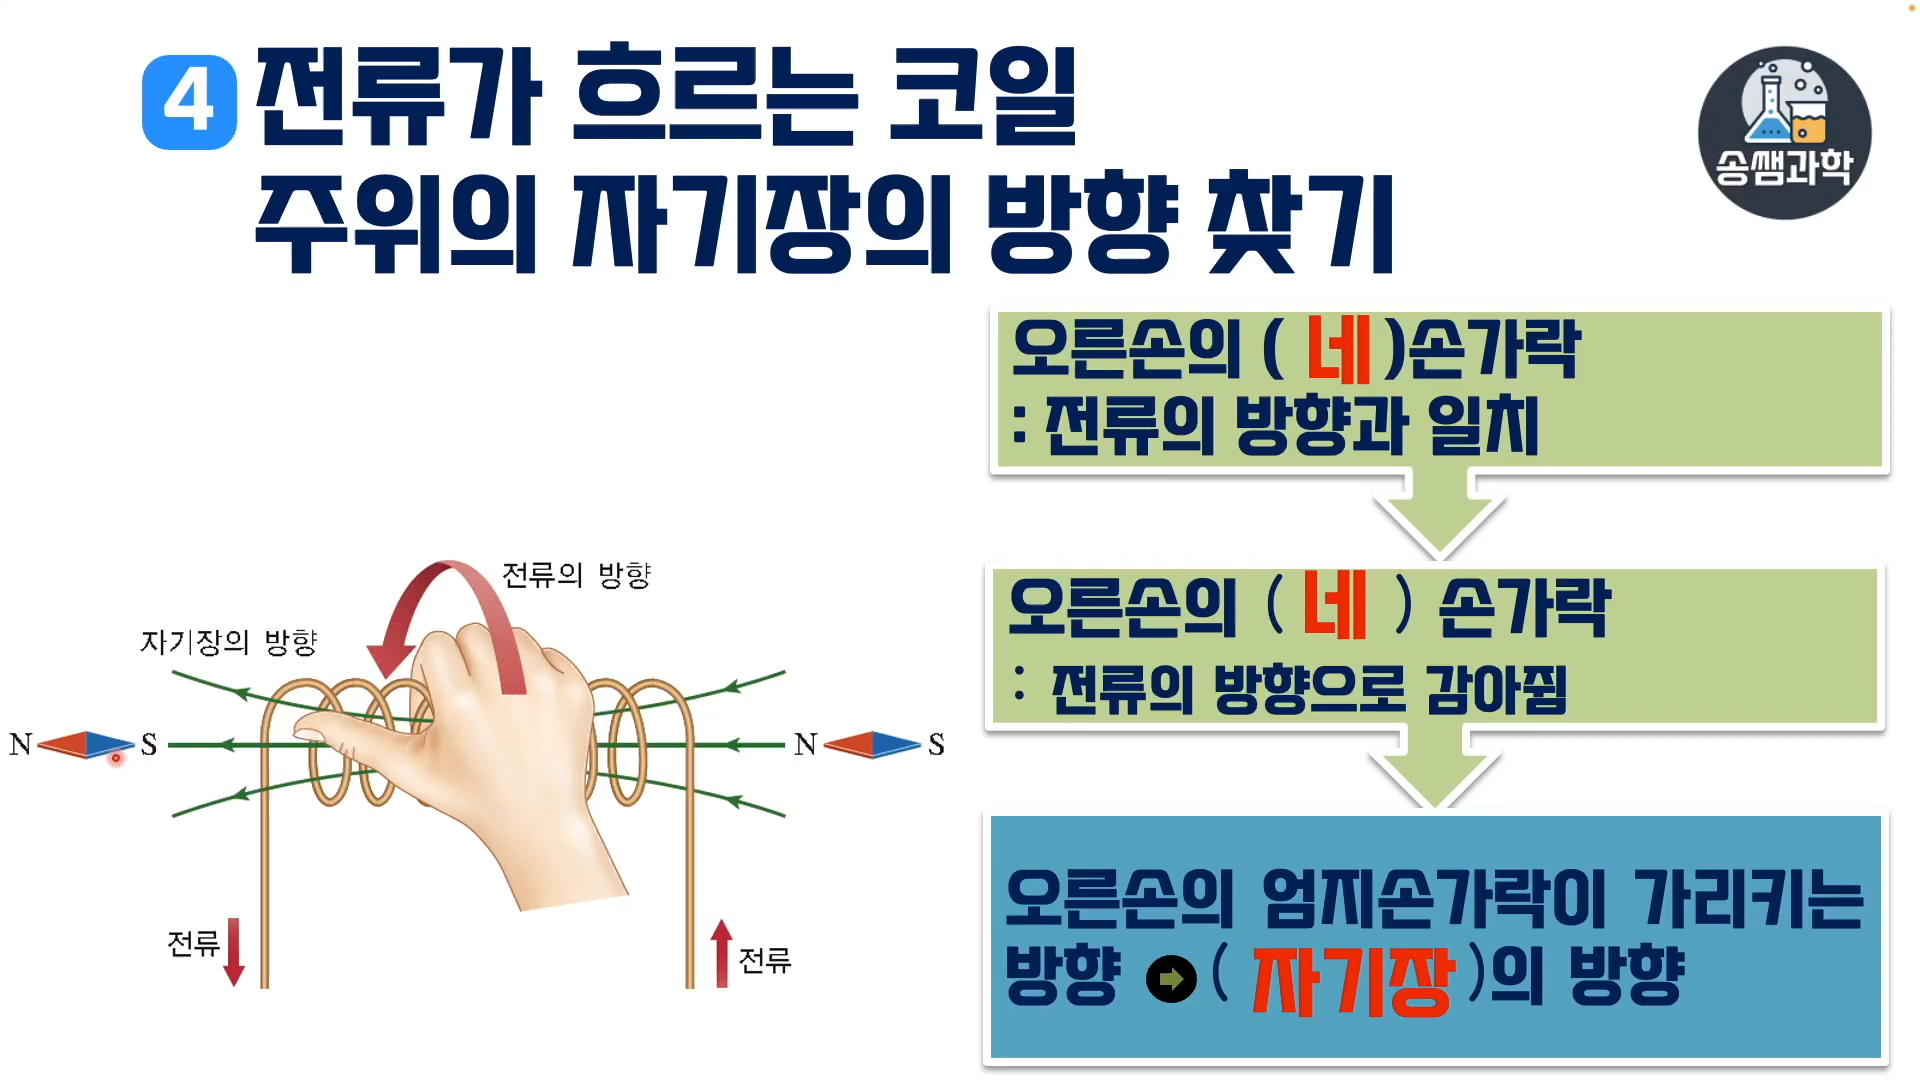 4 전류가 흐르는 코일
주위의 자기장의 방향 찾기
송쌤과학
오른손의 ( 네 )손가락
: 전류의 방향과 일치
오른손의 ( 네 ) 손가락
: 전류의 방향으로 감아쥠
오른손의 엄지손가락이 가리키는
방향 ➡ ( 자기장 )의 방향
전류의 방향
자기장의 방향
N S N S
전류 전류